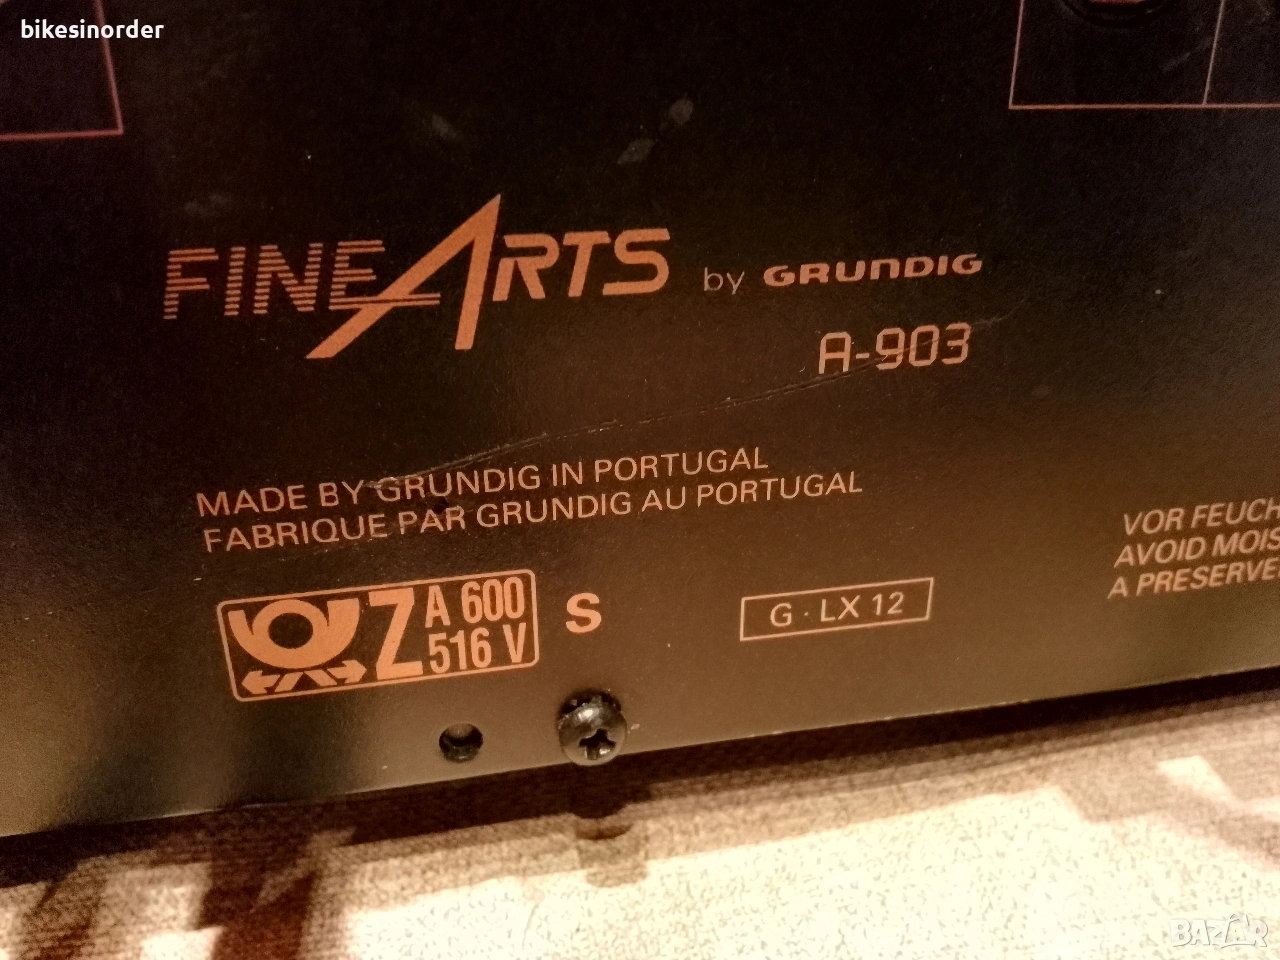 bikesinorder
FINEARTS by GRUNDIG
A-903
MADE BY GRUNDIG IN PORTUGAL
FABRIQUE PAR GRUNDIG AU PORTUGAL
VOR FEUCH
AVOID MOIS
A PRESERVE
Z A 600
516 V
S
G · LX 12
BAZAR